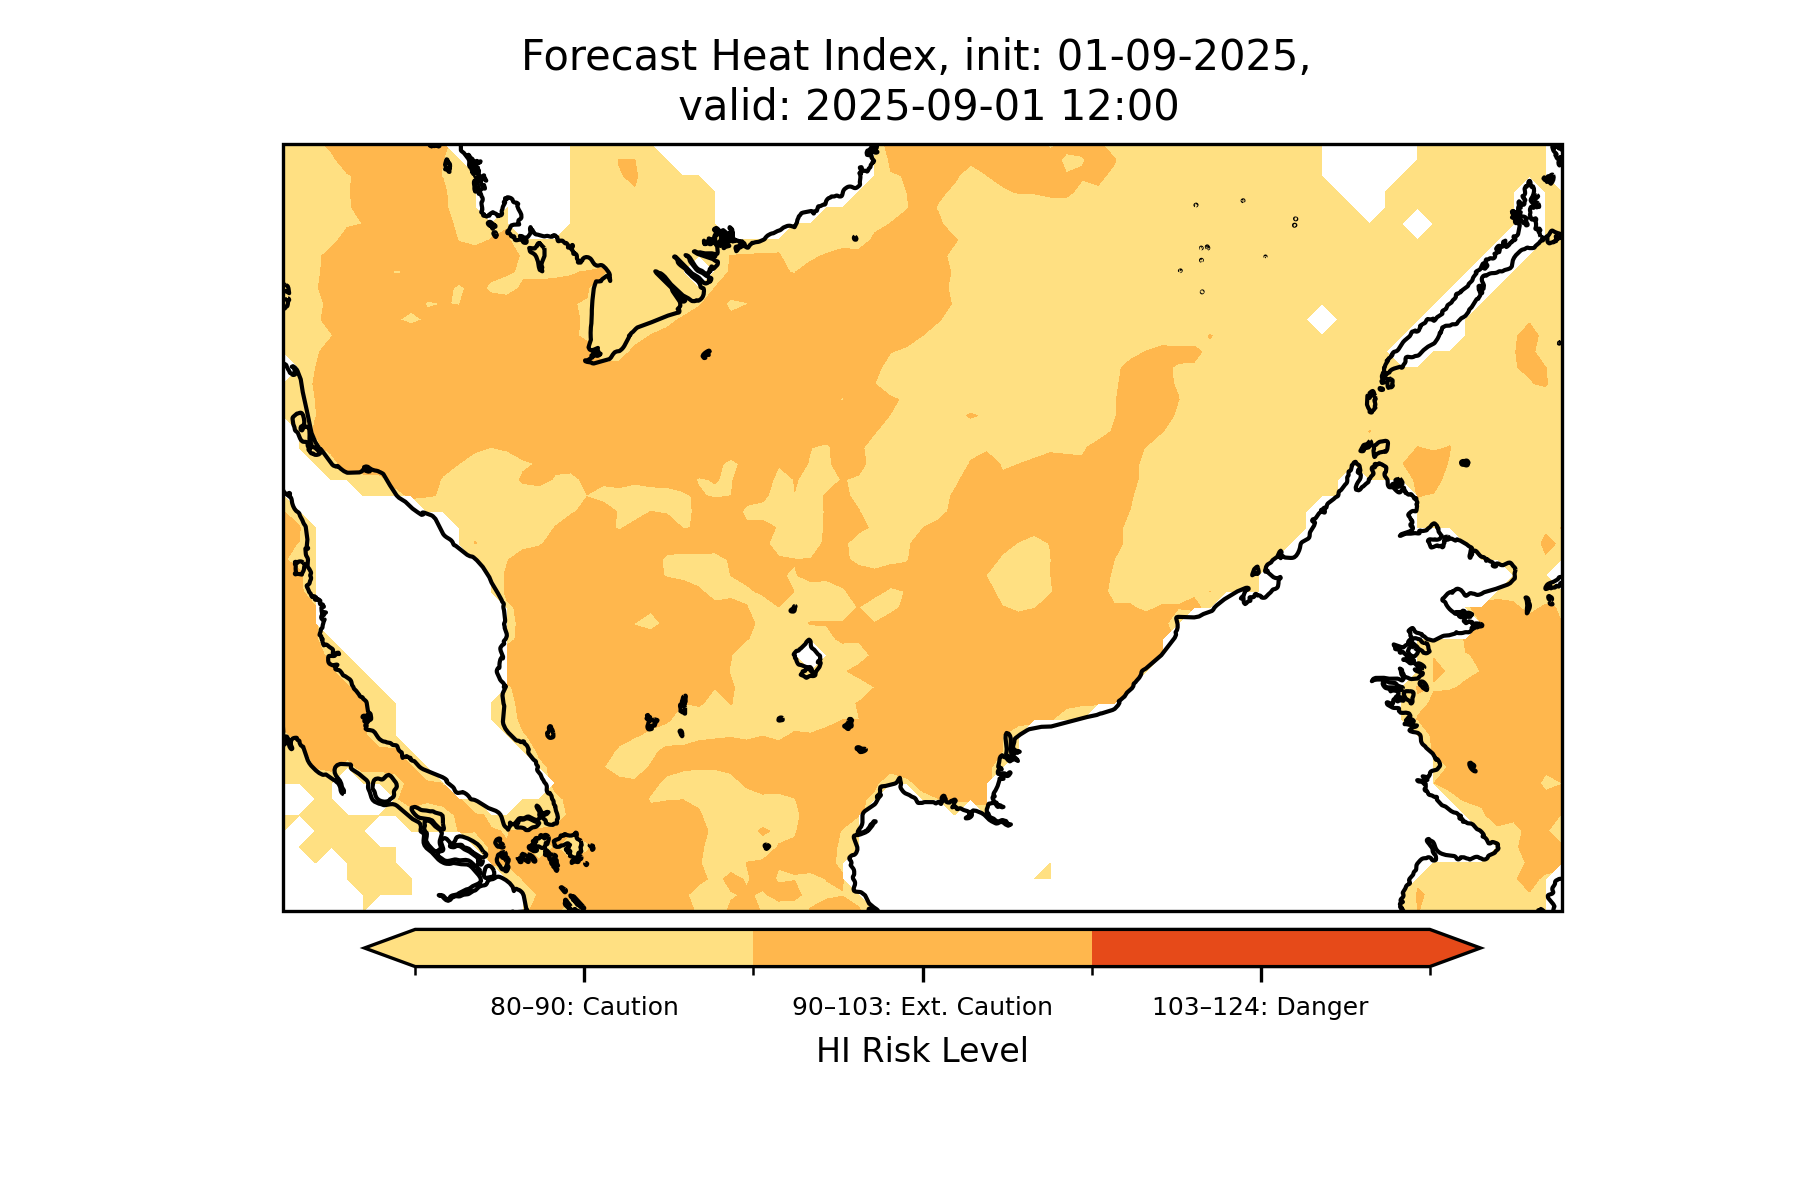 Forecast Heat Index, init: 01-09-2025,
valid: 2025-09-01 12:00
80–90: Caution
90–103: Ext. Caution
103–124: Danger
HI Risk Level